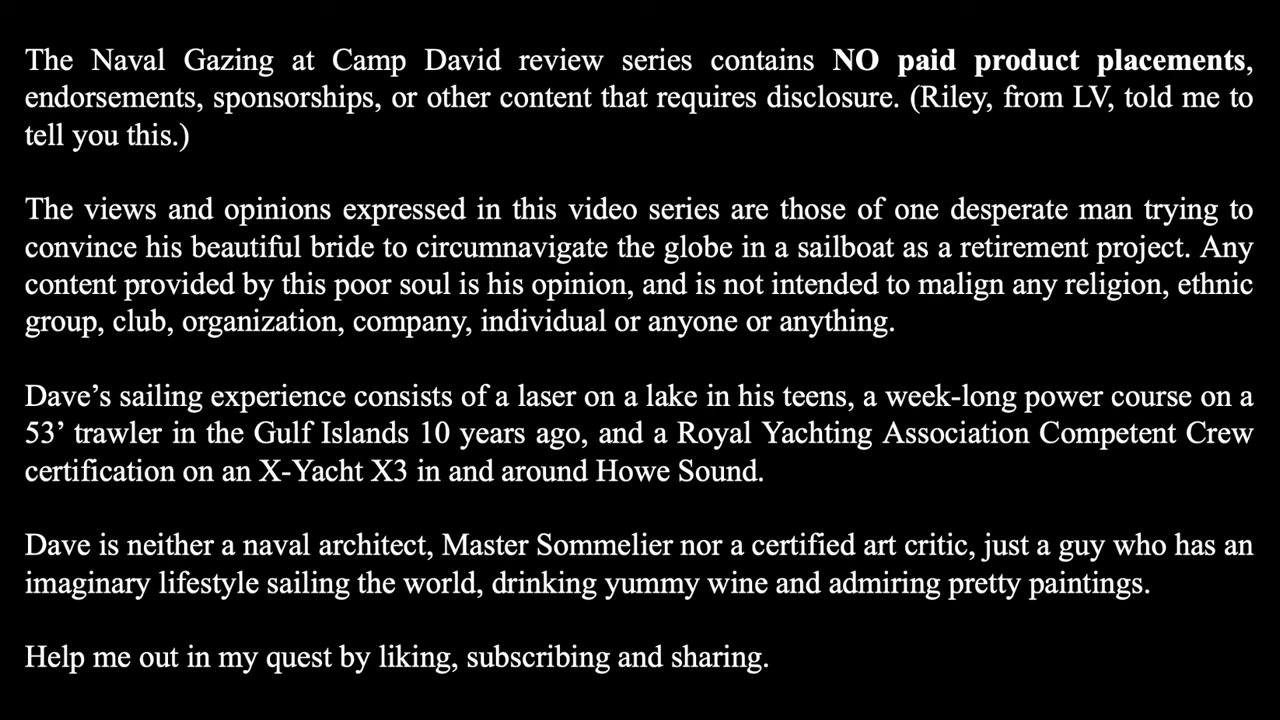 The Naval Gazing at Camp David review series contains NO paid product placements,
endorsements, sponsorships, or other content that requires disclosure. (Riley, from LV, told me to
tell you this.)
The views and opinions expressed in this video series are those of one desperate man trying to
convince his beautiful bride to circumnavigate the globe in a sailboat as a retirement project. Any
content provided by this poor soul is his opinion, and is not intended to malign any religion, ethnic
group, club, organization, company, individual or anyone or anything.
Dave’s sailing experience consists of a laser on a lake in his teens, a week-long power course on a
53’ trawler in the Gulf Islands 10 years ago, and a Royal Yachting Association Competent Crew
certification on an X-Yacht X3 in and around Howe Sound.
Dave is neither a naval architect, Master Sommelier nor a certified art critic, just a guy who has an
imaginary lifestyle sailing the world, drinking yummy wine and admiring pretty paintings.
Help me out in my quest by liking, subscribing and sharing.